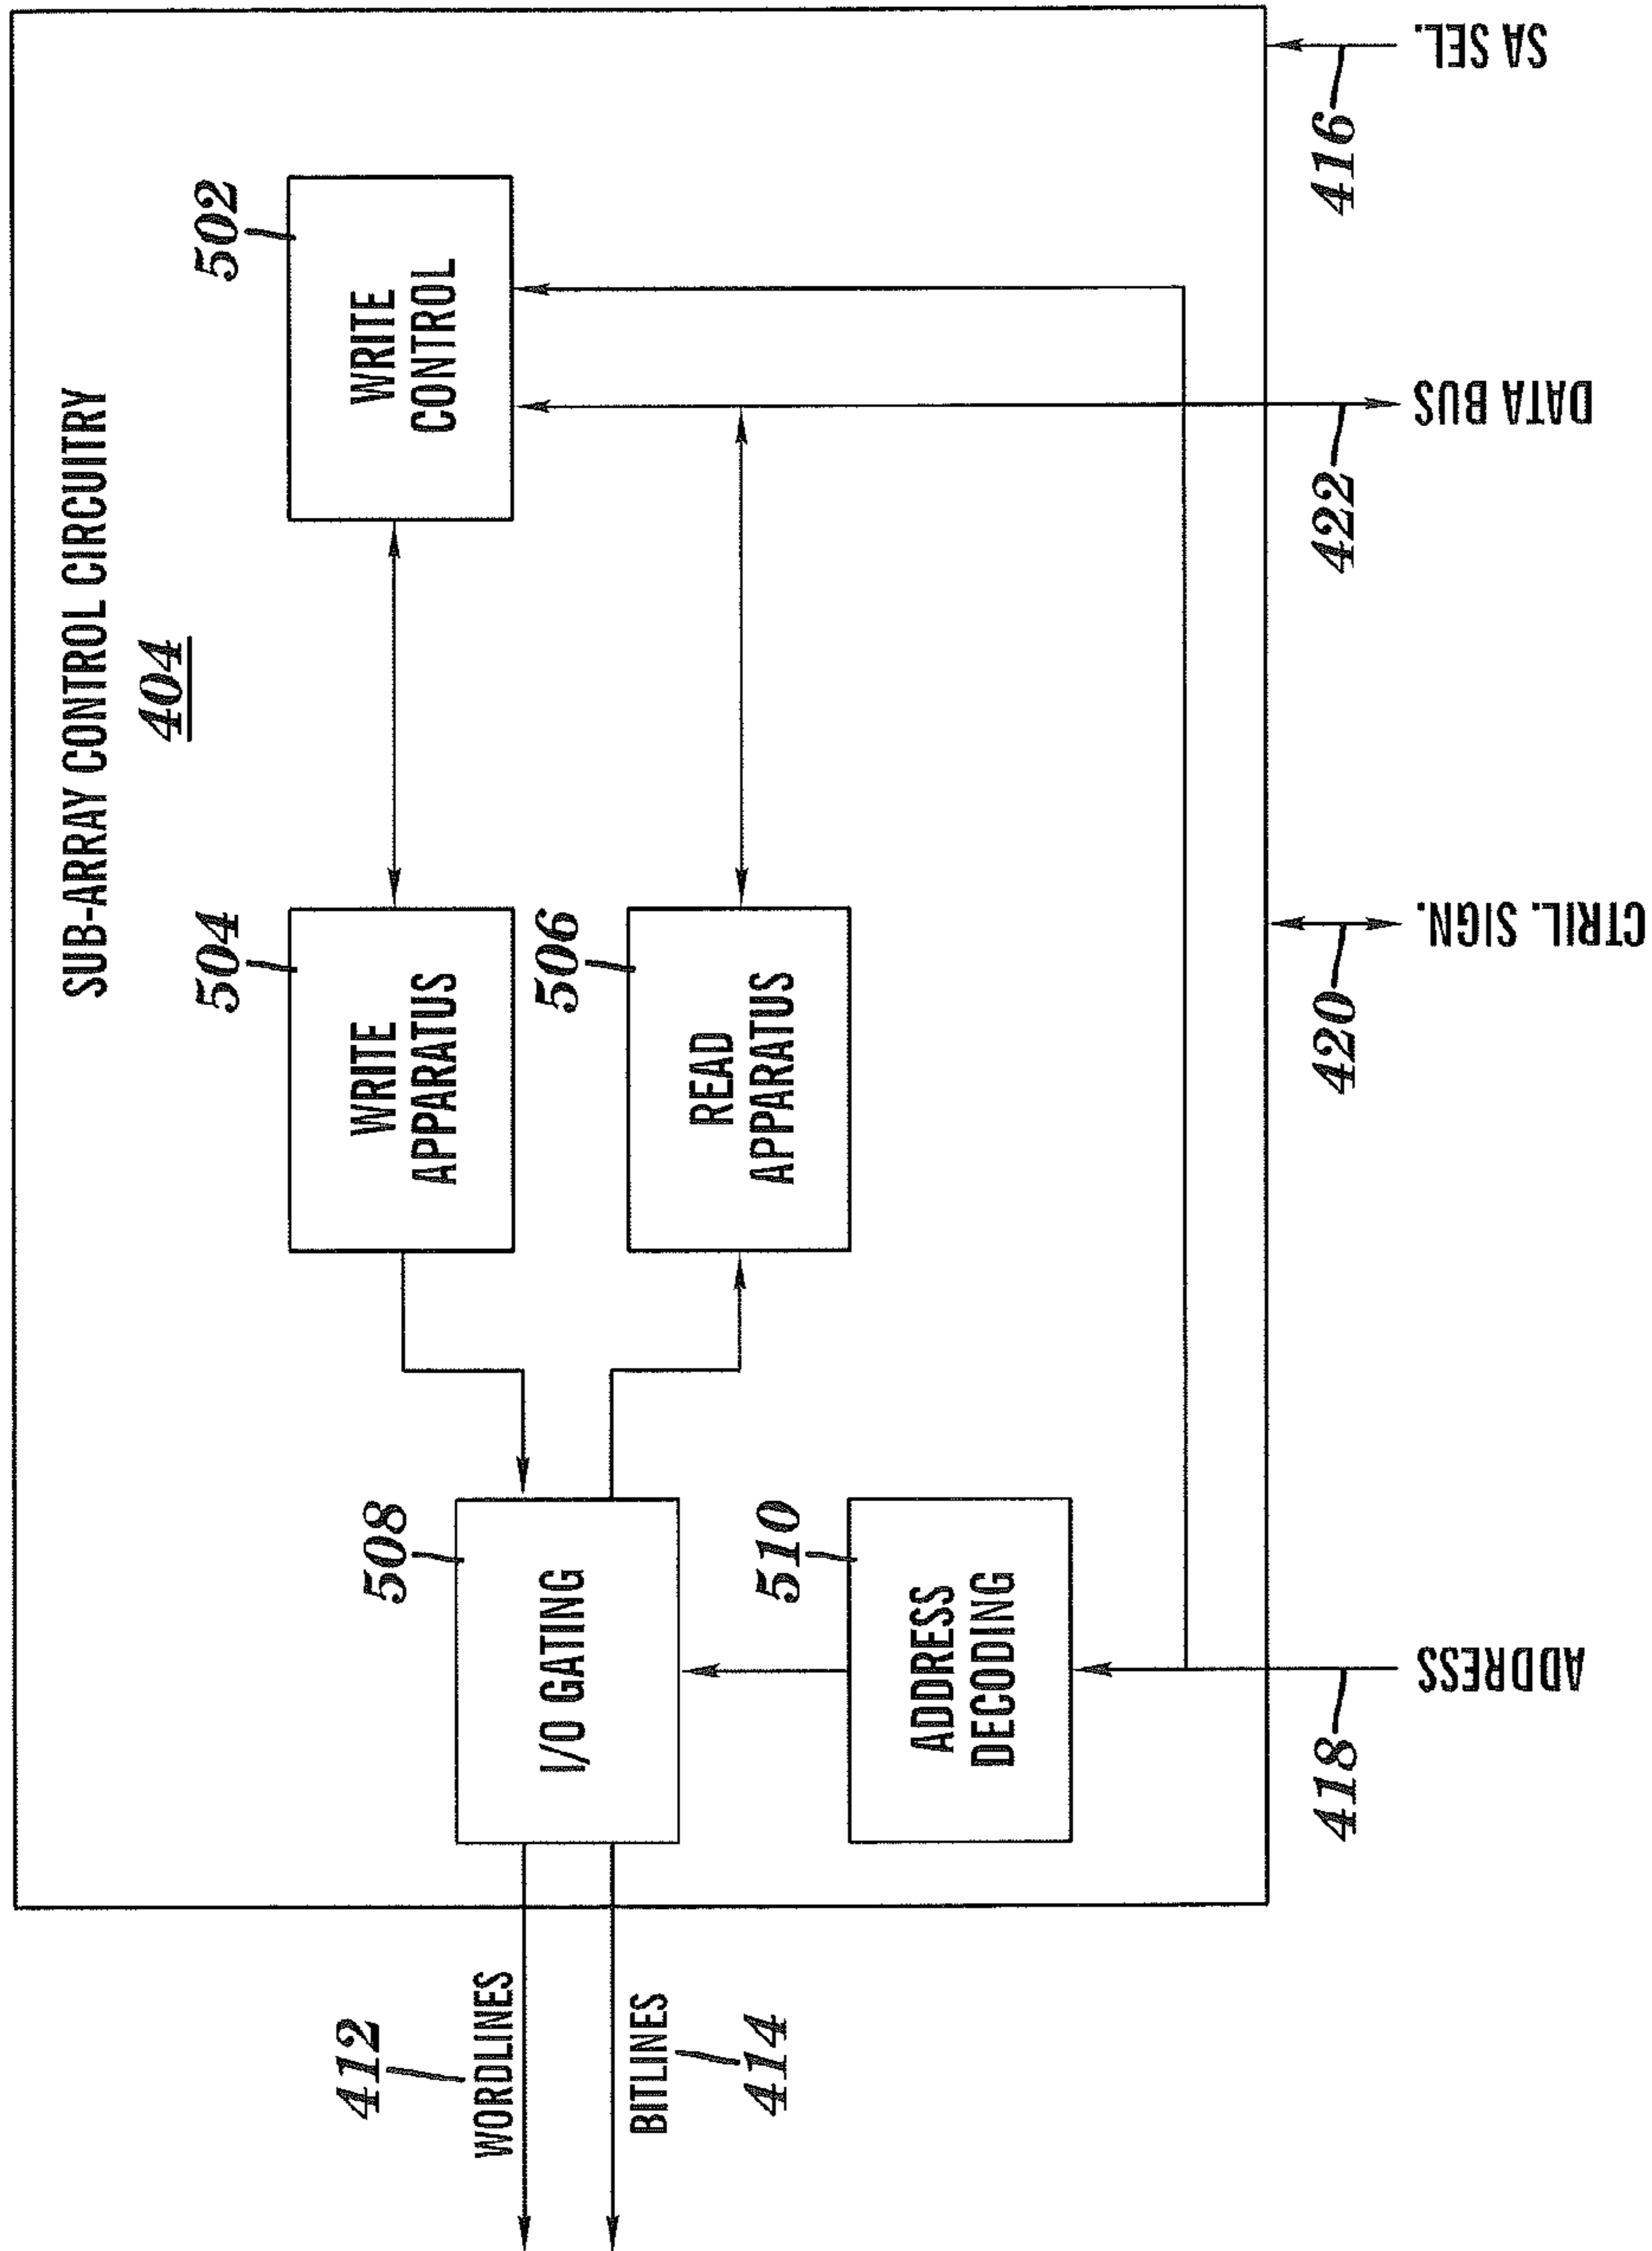 SUB-ARRAY CONTROL CIRCUITRY
404
504
502
WRITE
APPARATUS
WRITE
CONTROL
412
WORDLINES
508
I/O GATING
506
READ
APPARATUS
BITLINES
414
510
ADDRESS
DECODING
418
420
422
416
ADDRESS
CTRL. SIGN.
DATA BUS
SA SEL.